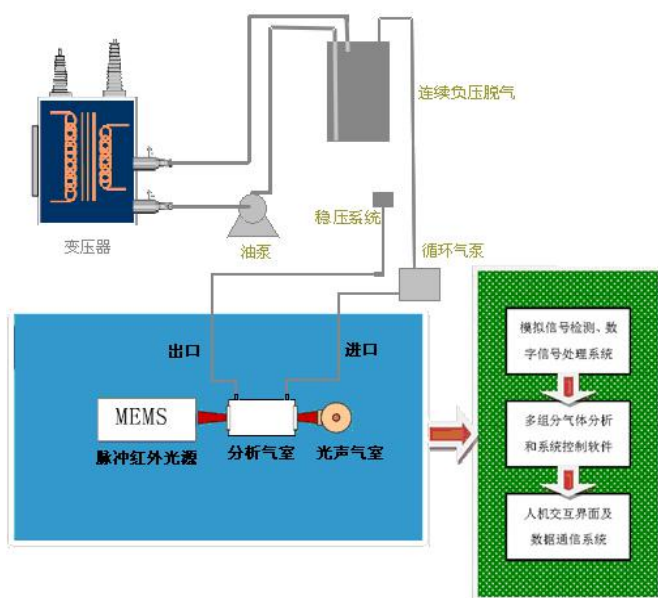 连续负压脱气
稳压系统
变压器
油泵
循环气泵
出口
进口
MEMS
脉冲红外光源
分析气室
光声气室
模拟信号检测、数
字信号处理系统
多组分气体分析
和系统控制软件
人机交互界面及
数据通信系统